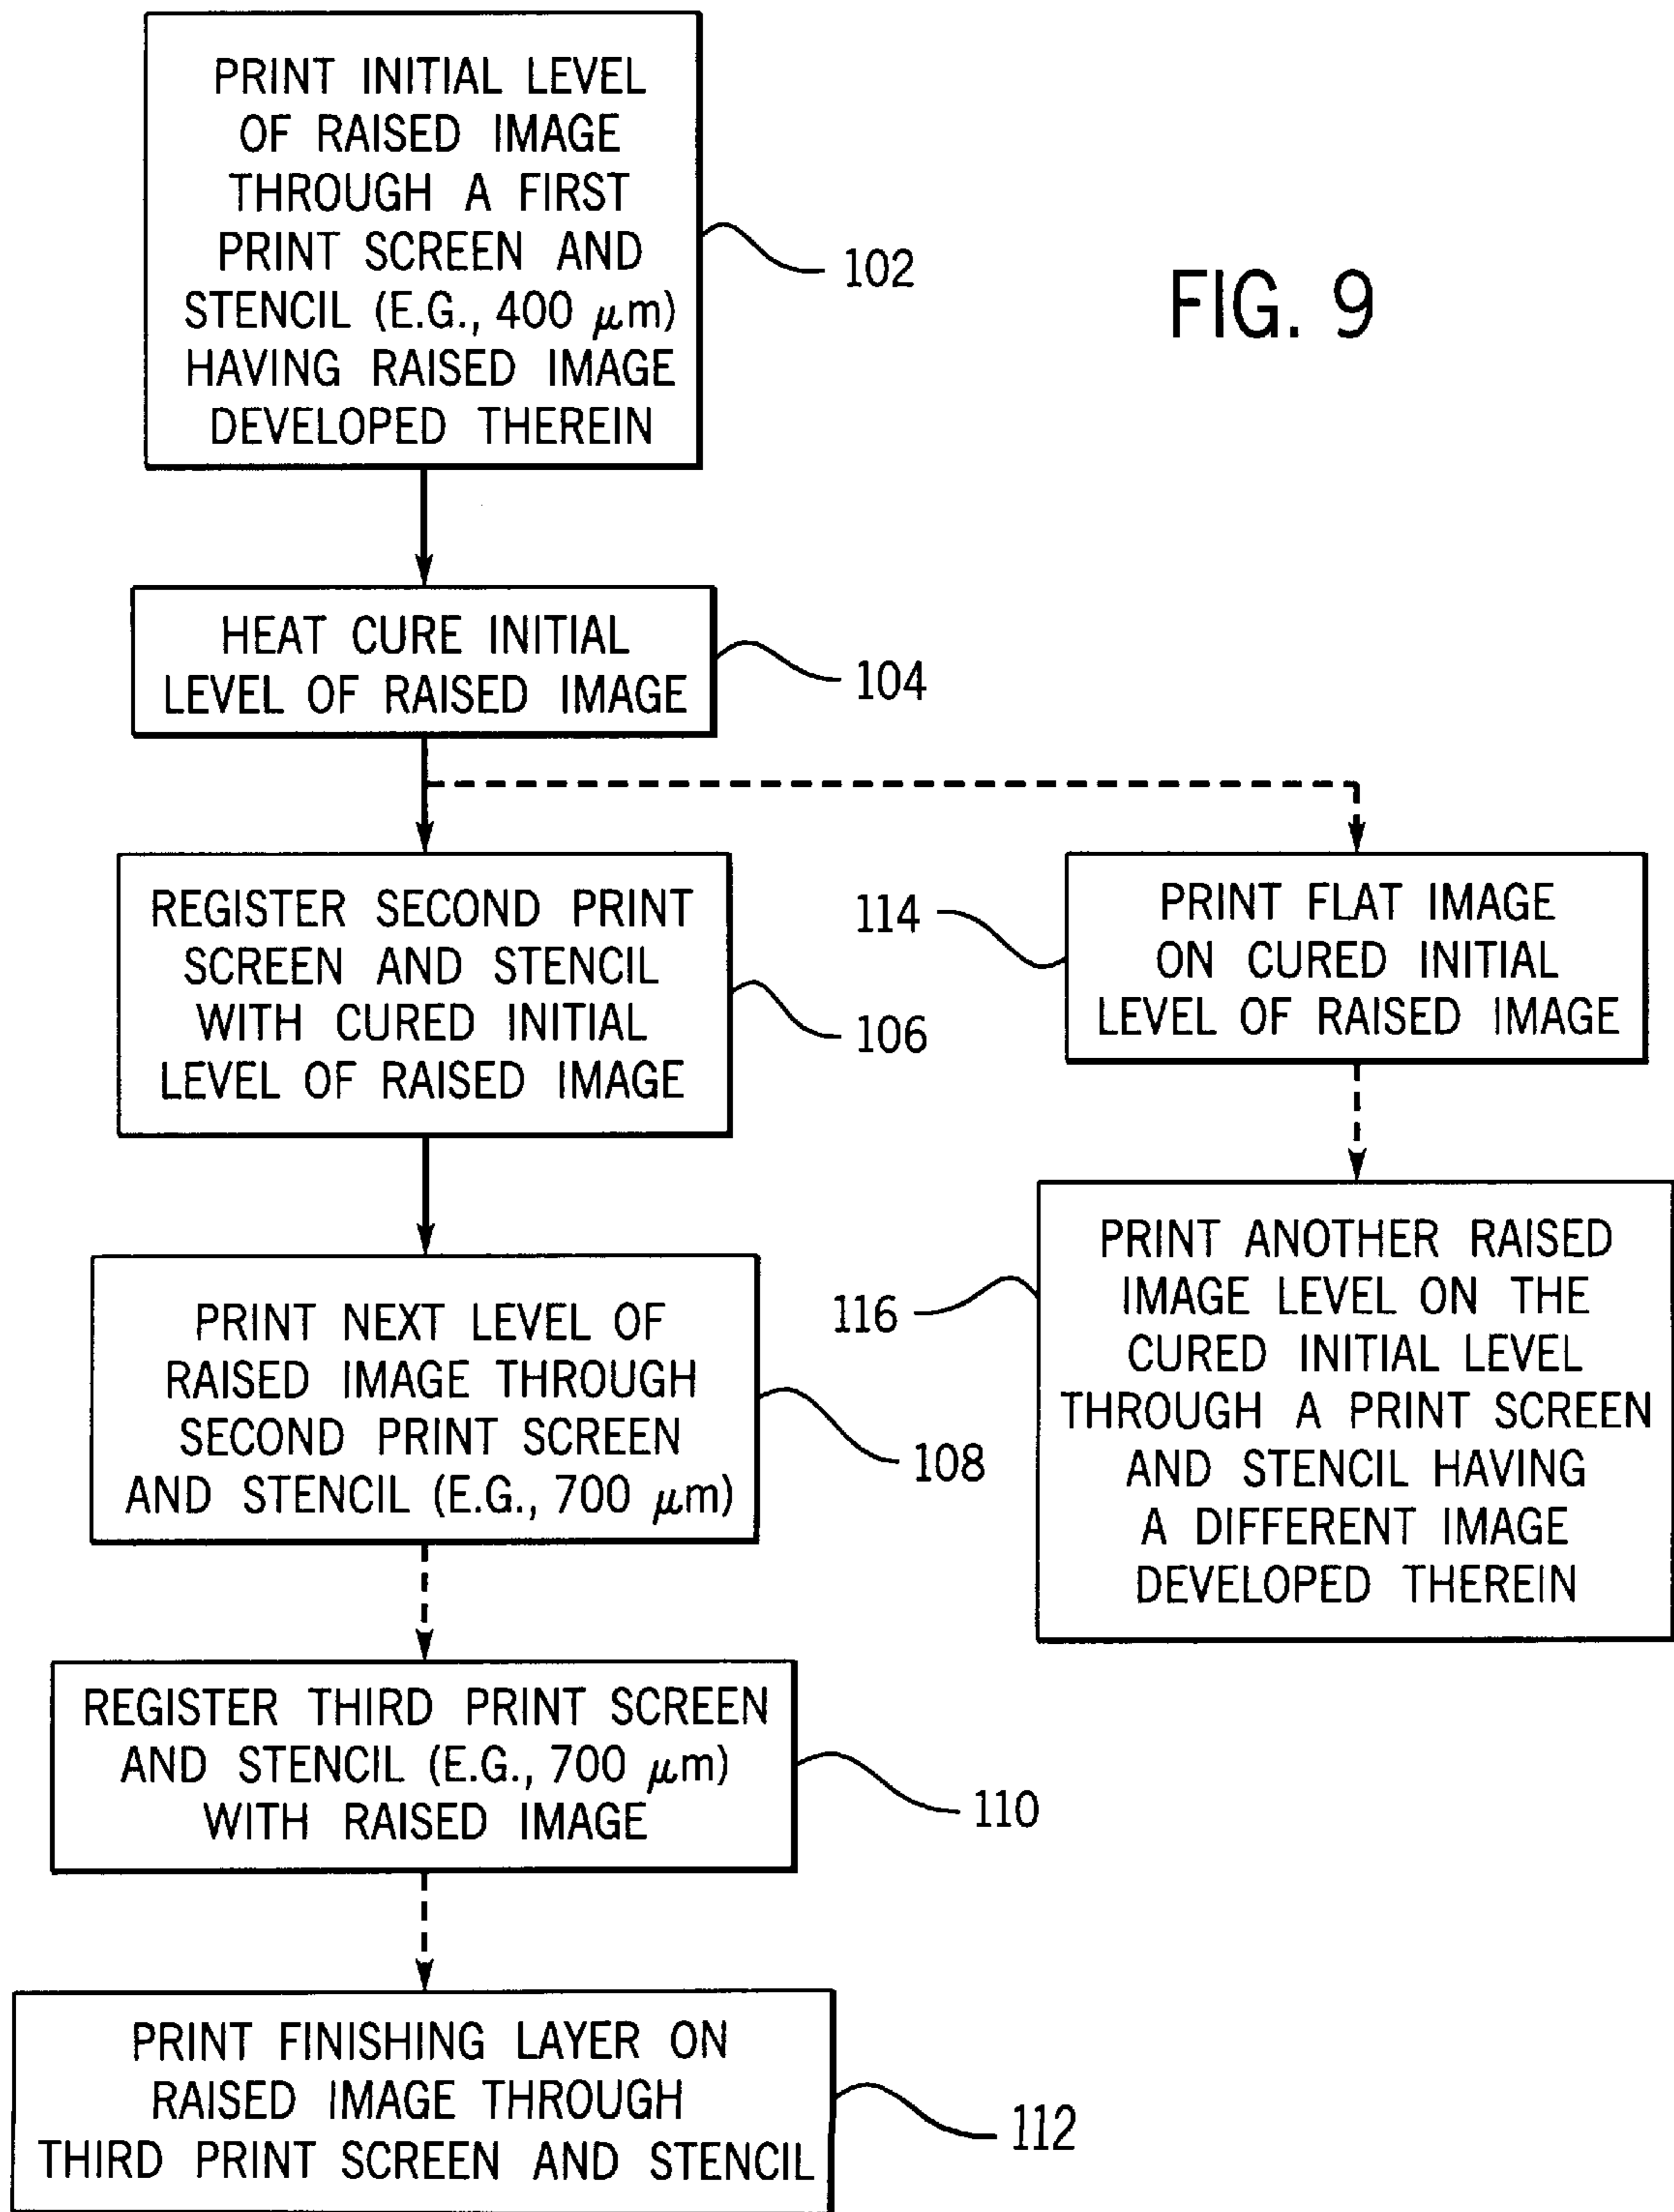 PRINT INITIAL LEVEL
OF RAISED IMAGE
THROUGH A FIRST
PRINT SCREEN AND
STENCIL (E.G., 400 μm)
HAVING RAISED IMAGE
DEVELOPED THEREIN
102
FIG. 9
HEAT CURE INITIAL
LEVEL OF RAISED IMAGE
104
REGISTER SECOND PRINT
SCREEN AND STENCIL
WITH CURED INITIAL
LEVEL OF RAISED IMAGE
106
114
PRINT FLAT IMAGE
ON CURED INITIAL
LEVEL OF RAISED IMAGE
PRINT NEXT LEVEL OF
RAISED IMAGE THROUGH
SECOND PRINT SCREEN
AND STENCIL (E.G., 700 μm)
108
116
PRINT ANOTHER RAISED
IMAGE LEVEL ON THE
CURED INITIAL LEVEL
THROUGH A PRINT SCREEN
AND STENCIL HAVING
A DIFFERENT IMAGE
DEVELOPED THEREIN
REGISTER THIRD PRINT SCREEN
AND STENCIL (E.G., 700 μm)
WITH RAISED IMAGE
110
PRINT FINISHING LAYER ON
RAISED IMAGE THROUGH
THIRD PRINT SCREEN AND STENCIL
112